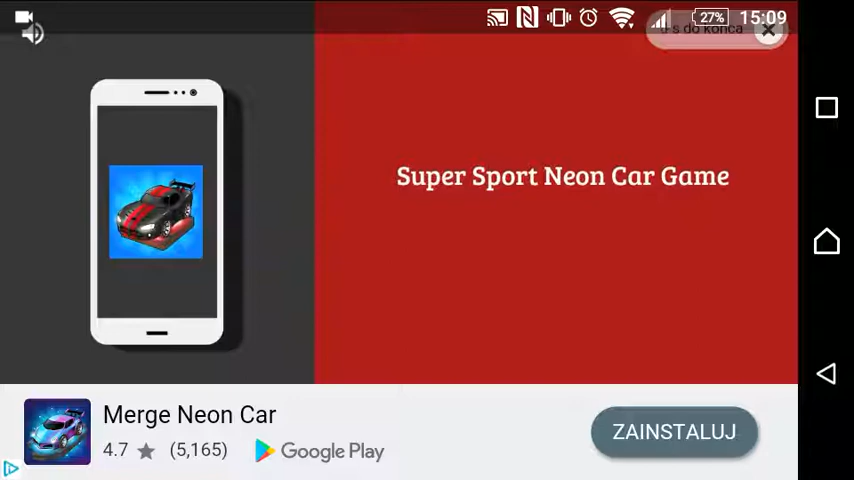 27% 15:09
s do końca
Super Sport Neon Car Game
Merge Neon Car
4.7 ★ (5,165) Google Play
ZAINSTALUJ